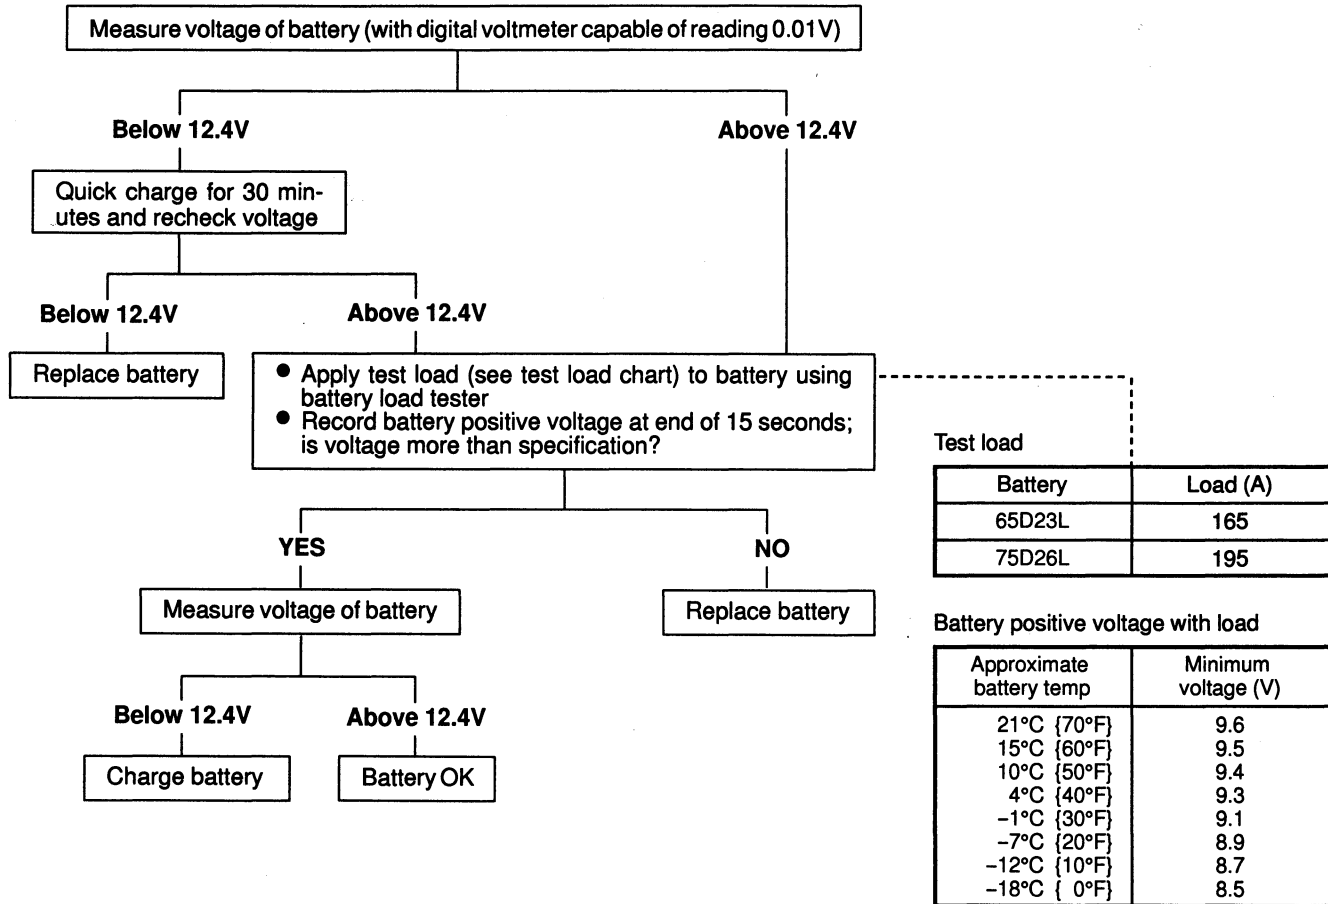 Measure voltage of battery (with digital voltmeter capable of reading 0.01V)
Below 12.4V
Above 12.4V
Quick charge for 30 min-
utes and recheck voltage
Below 12.4V
Above 12.4V
Replace battery
● Apply test load (see test load chart) to battery using
battery load tester
● Record battery positive voltage at end of 15 seconds;
is voltage more than specification?
YES
NO
Measure voltage of battery
Replace battery
Below 12.4V
Above 12.4V
Charge battery
Battery OK
Test load
Battery Load (A)
65D23L 165
75D26L 195
Battery positive voltage with load
Approximate Minimum
battery temp voltage (V)
21°C {70°F} 9.6
15°C {60°F} 9.5
10°C {50°F} 9.4
4°C {40°F} 9.3
−1°C {30°F} 9.1
−7°C {20°F} 8.9
−12°C {10°F} 8.7
−18°C { 0°F} 8.5